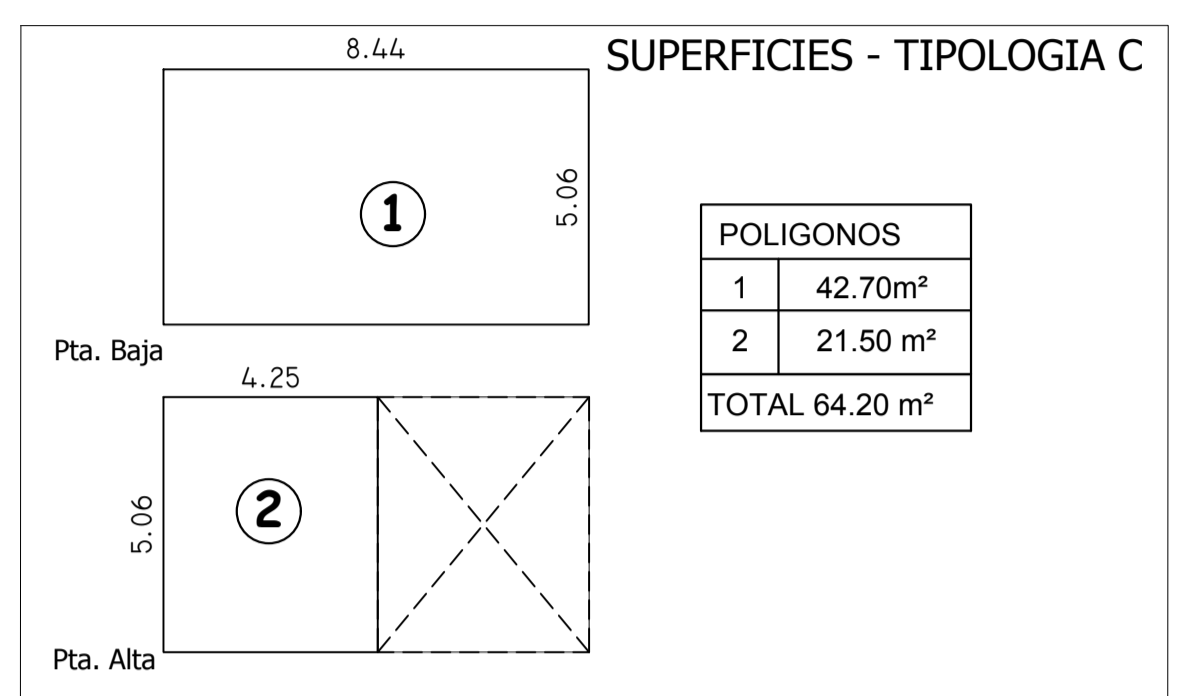 SUPERFICIES - TIPOLOGIA C
8.44
5.06
1
Pta. Baja
4.25
5.06
2
Pta. Alta
POLIGONOS
1 42.70m²
2 21.50 m²
TOTAL 64.20 m²